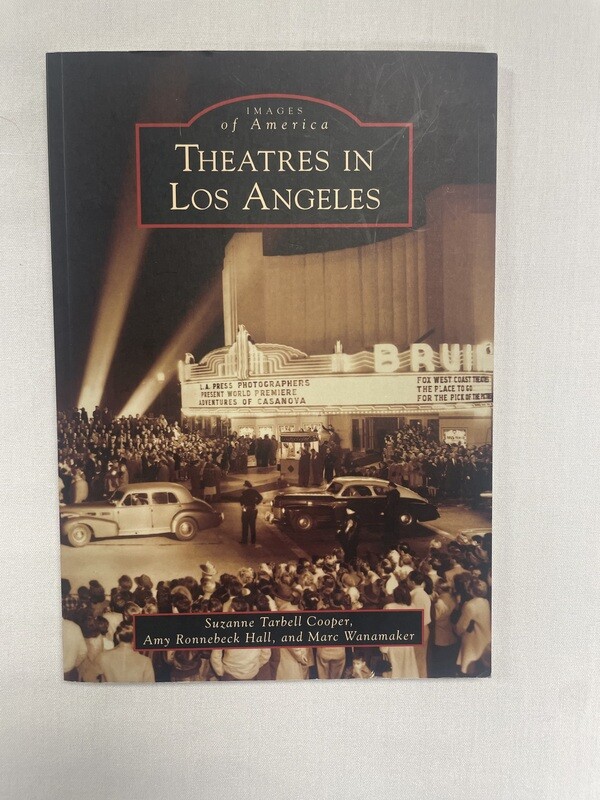 IMAGES
of America
THEATRES IN
LOS ANGELES
BRUIN
L.A. PRESS PHOTOGRAPHERS
PRESENT WORLD PREMIERE
ADVENTURES OF CASANOVA
FOX WEST COAST THEATRES
THE PLACE TO GO
FOR THE PICK OF THE PICTURES
Suzanne Tarbell Cooper,
Amy Ronnebeck Hall, and Marc Wanamaker